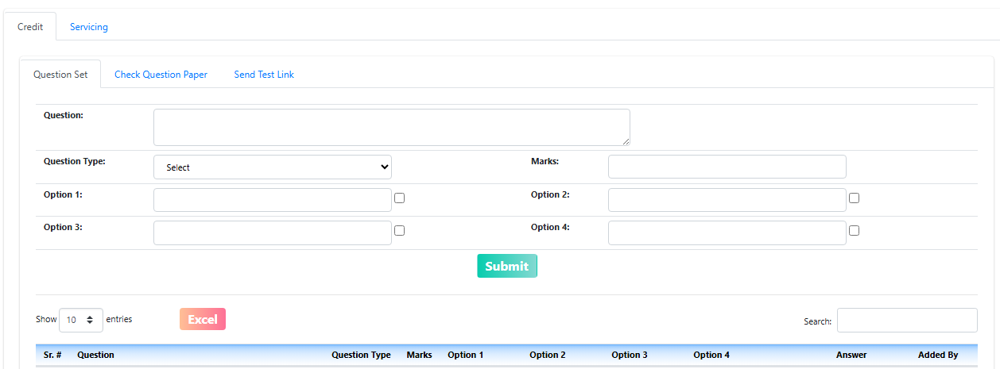 Credit Servicing
Question Set Check Question Paper Send Test Link
Question:
Question Type: Select Marks:
Option 1: Option 2:
Option 3: Option 4:
Submit
Show 10 entries Excel Search:
Sr. # Question Question Type Marks Option 1 Option 2 Option 3 Option 4 Answer Added By